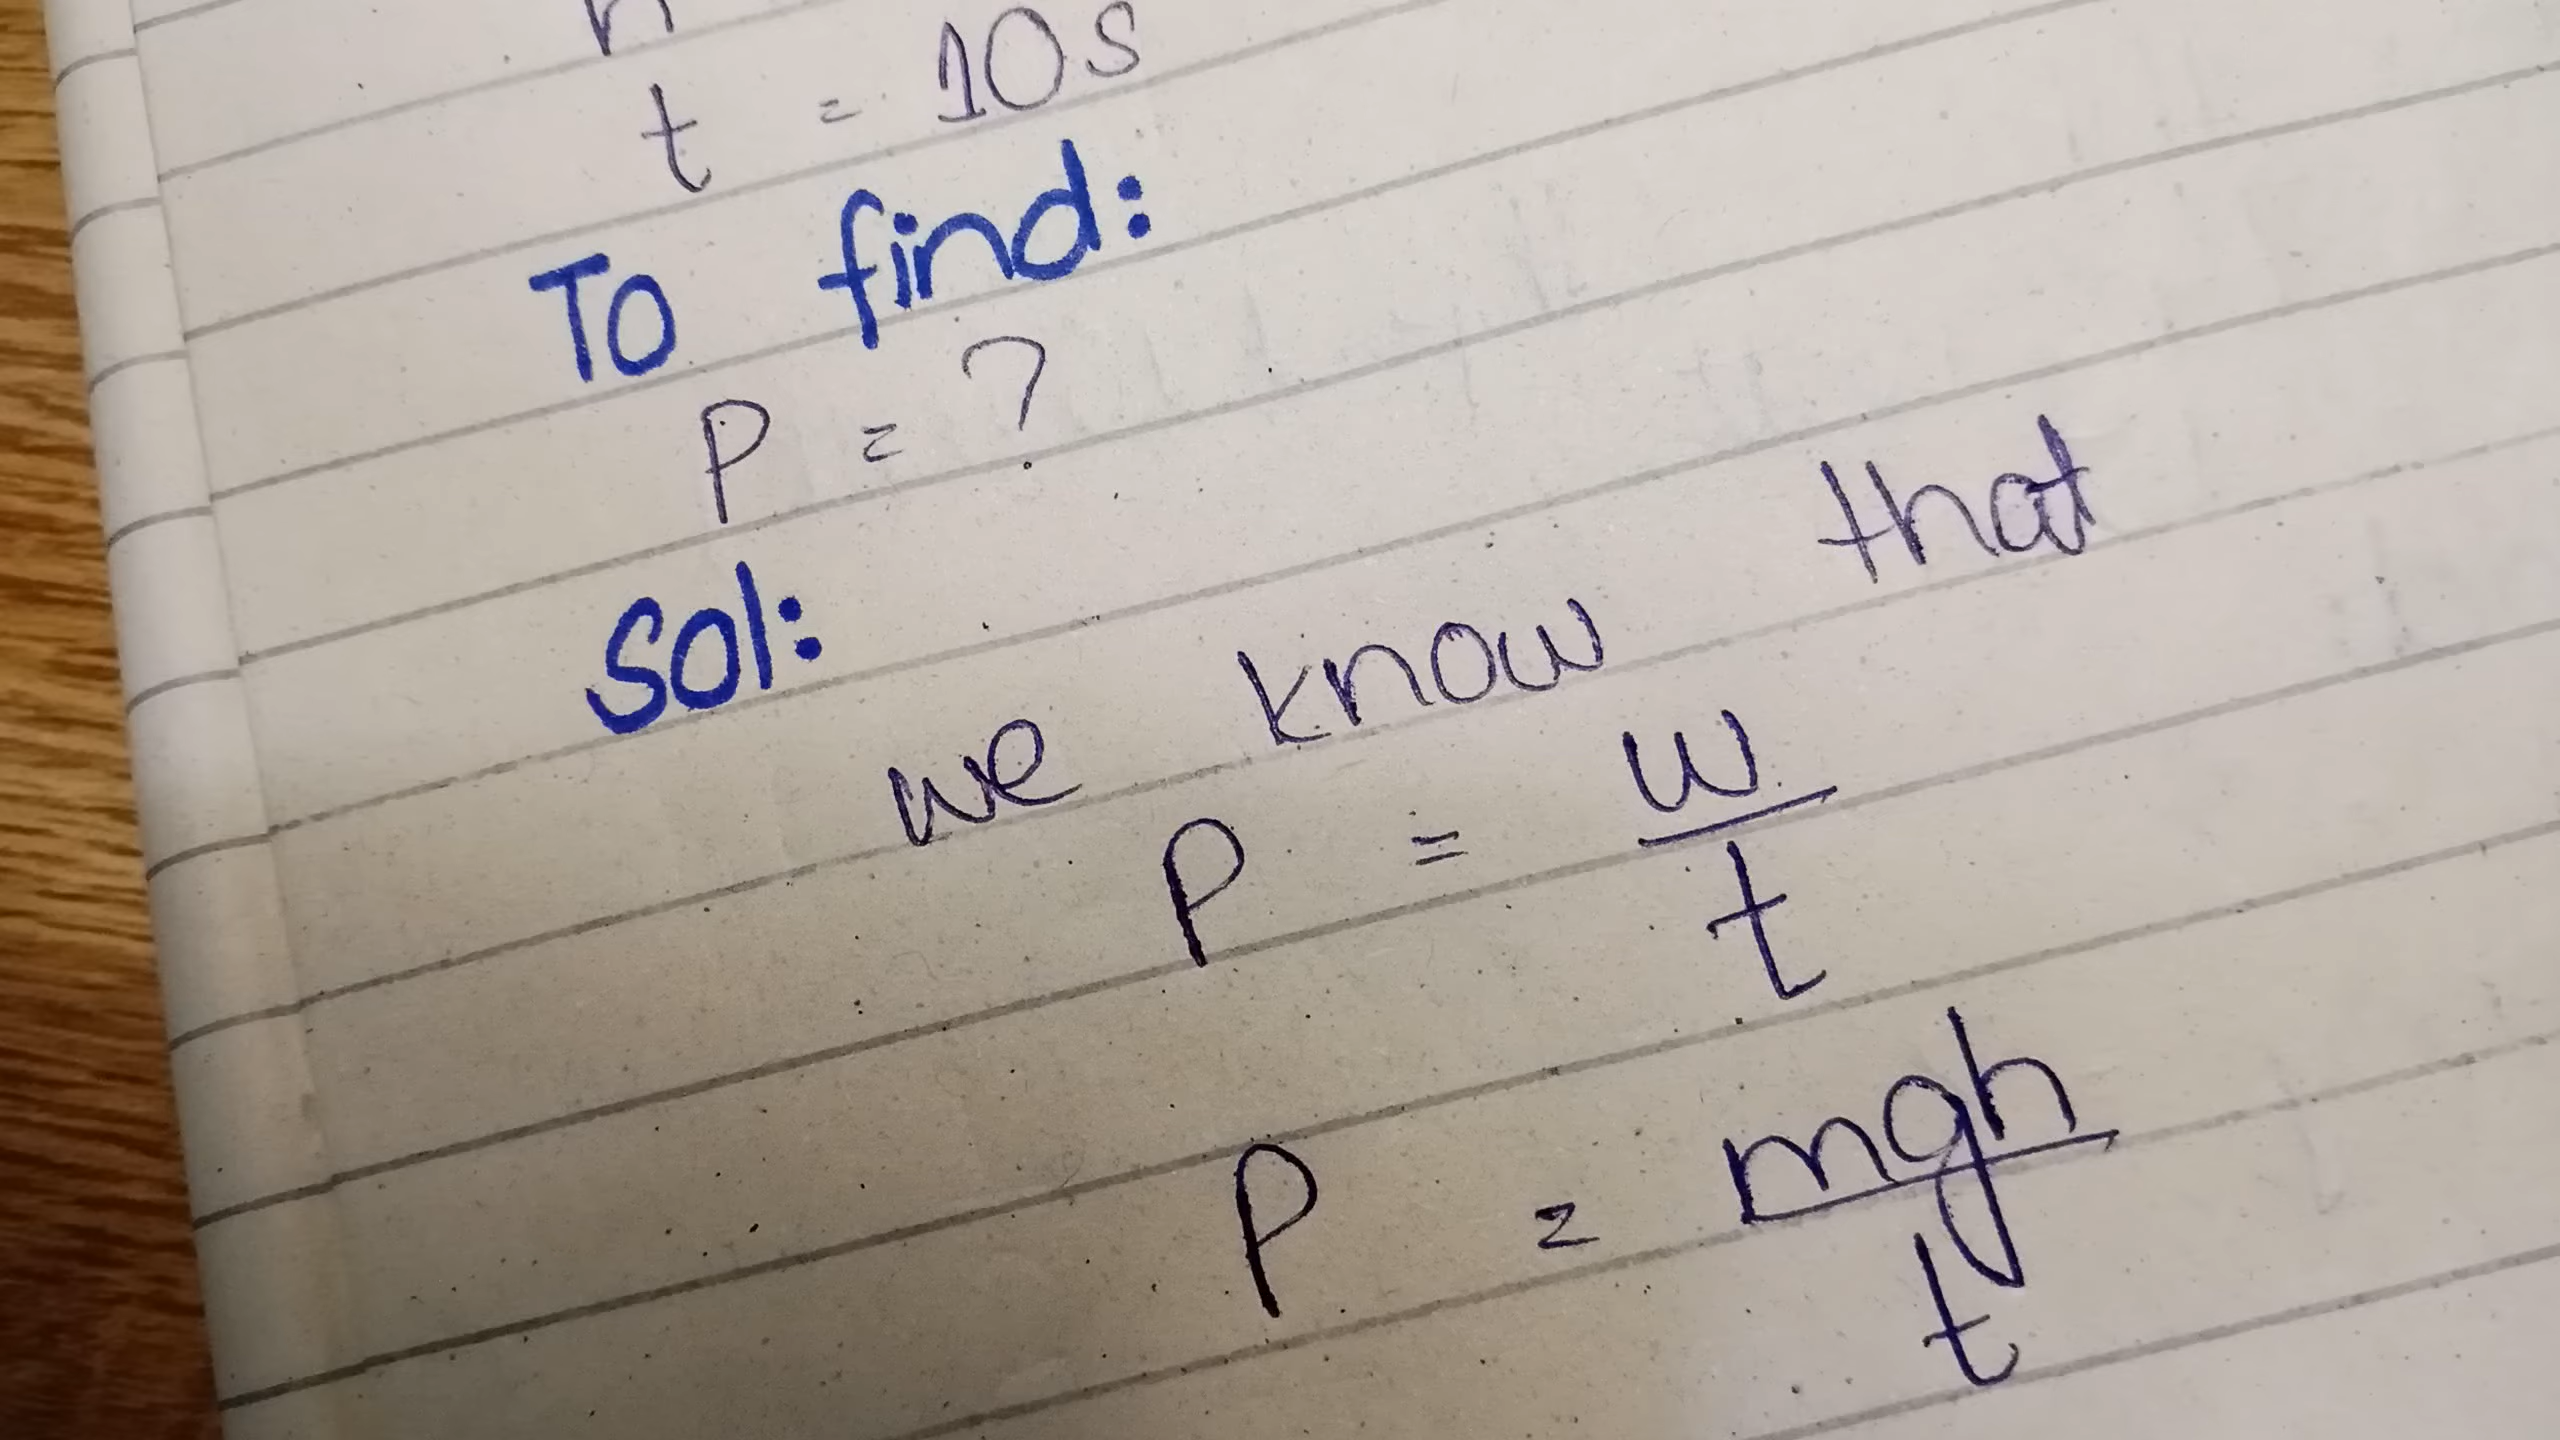 t = 10s
To find:
P = ?
Sol:
we know that
P = w/t
P = mgh/t